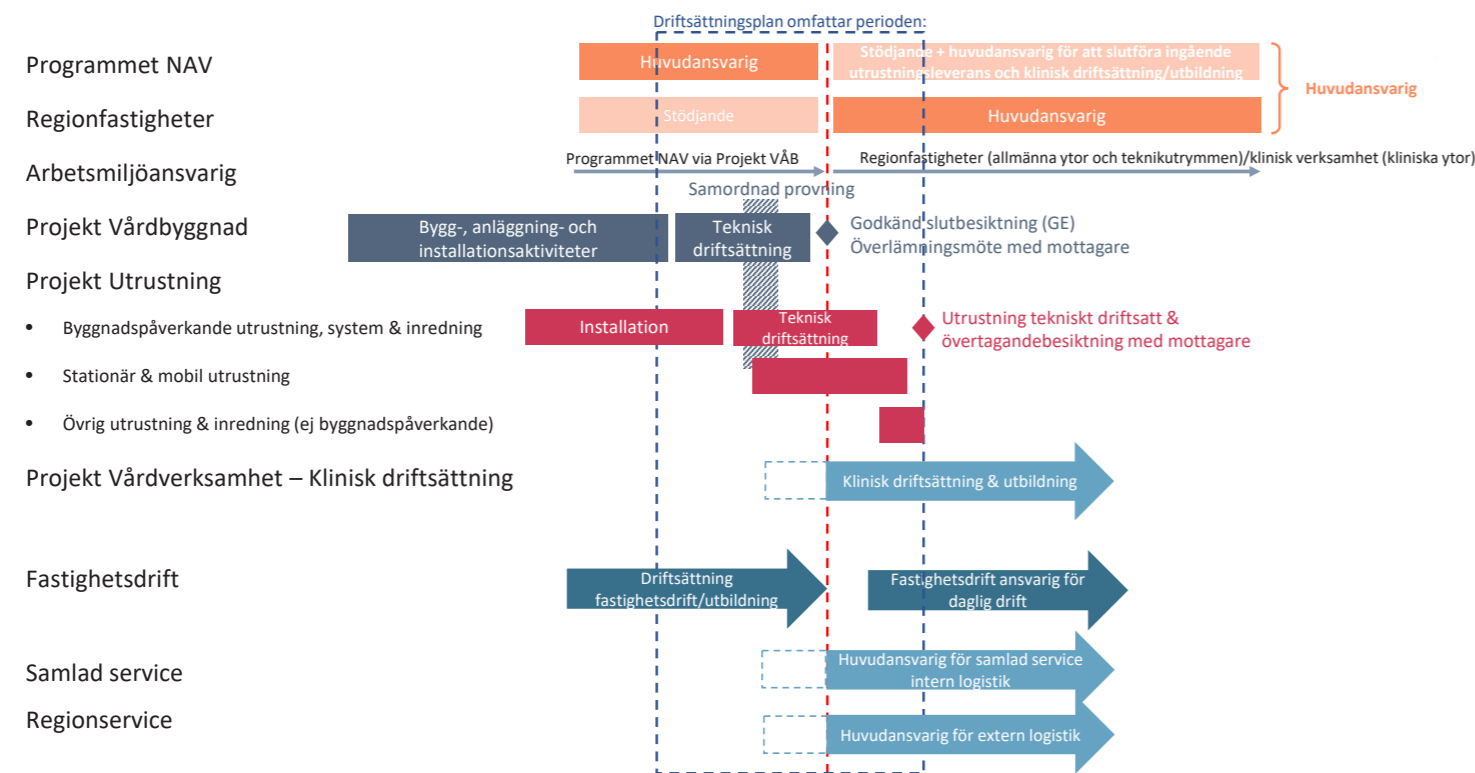 Driftsättningsplan omfattar perioden:
Programmet NAV
Huvudansvarig
Stödjande + huvudansvarig för att slutföra ingående
utrustningsleverans och klinisk driftsättning/utbildning
Huvudansvarig
Regionfastigheter
Stödjande
Huvudansvarig
Arbetsmiljöansvarig
Programmet NAV via Projekt VÅB
Regionfastigheter (allmänna ytor och teknikutrymmen)/klinisk verksamhet (kliniska ytor)
Samordnad provning
Projekt Vårdbyggnad
Bygg-, anläggning- och
installationsaktiviteter
Teknisk
driftsättning
Godkänd slutbesiktning (GE)
Överlämningsmöte med mottagare
Projekt Utrustning
• Byggnadspåverkande utrustning, system & inredning
Installation
Teknisk
driftsättning
Utrustning tekniskt driftsatt &
övertagandebesiktning med mottagare
• Stationär & mobil utrustning
• Övrig utrustning & inredning (ej byggnadspåverkande)
Projekt Vårdverksamhet – Klinisk driftsättning
Klinisk driftsättning & utbildning
Fastighetsdrift
Driftsättning
fastighetsdrift/utbildning
Fastighetsdrift ansvarig för
daglig drift
Samlad service
Huvudansvarig för samlad service
intern logistik
Regionservice
Huvudansvarig för extern logistik